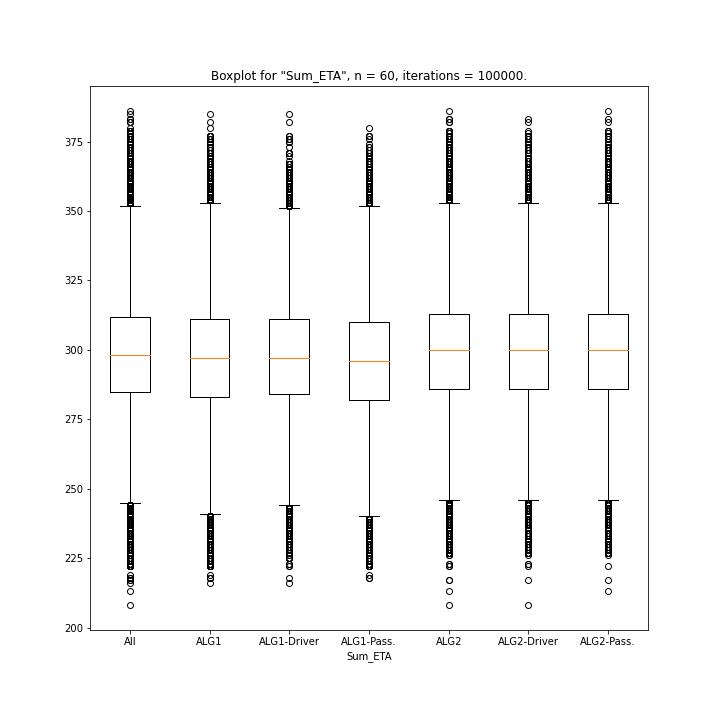 Boxplot for "Sum_ETA", n = 60, iterations = 100000.
375
350
325
300
275
250
225
200
All ALG1 ALG1-Driver ALG1-Pass. ALG2 ALG2-Driver ALG2-Pass.
Sum_ETA